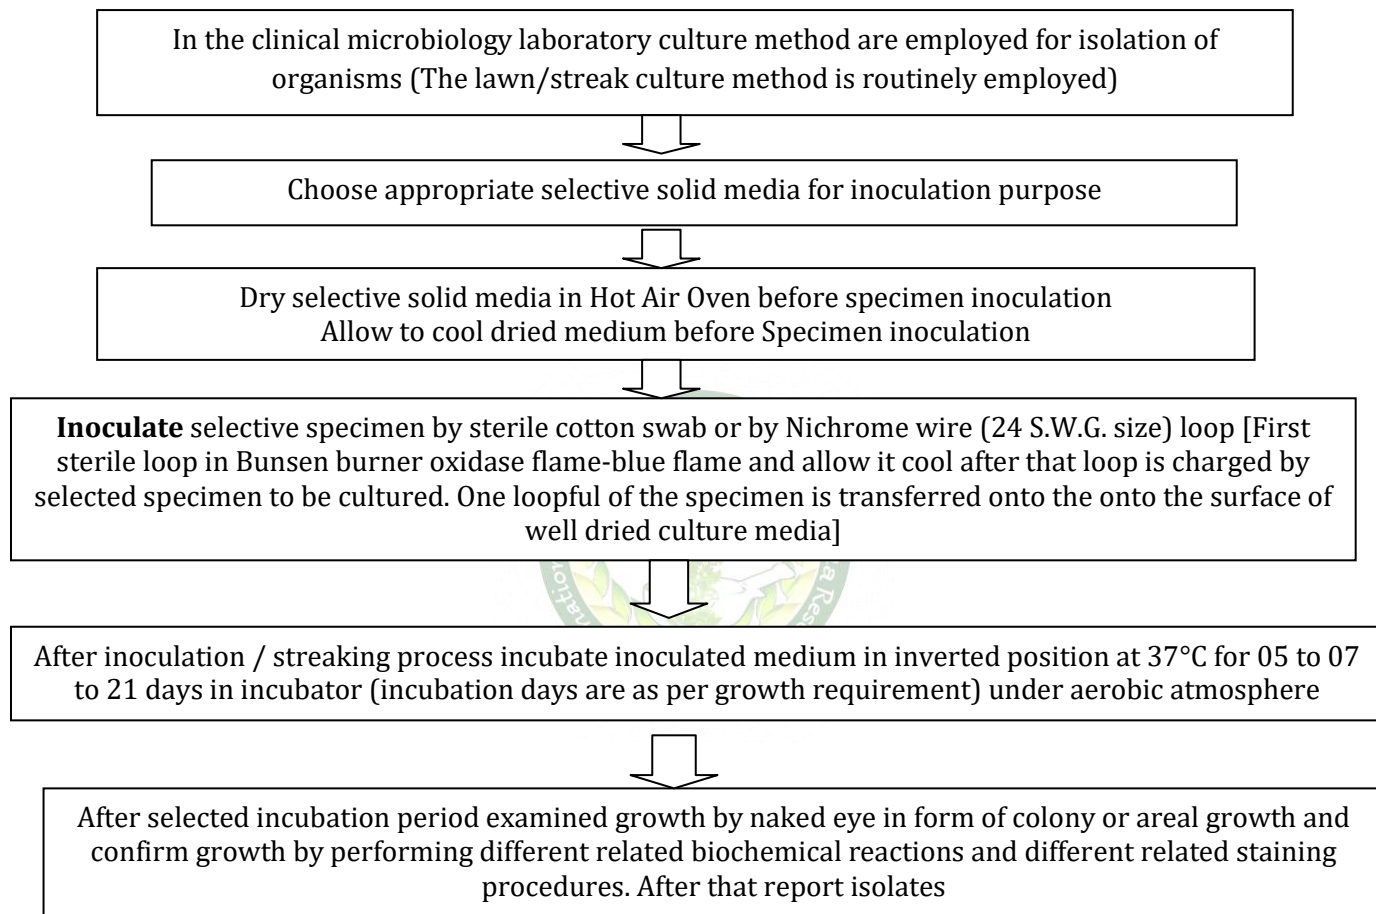 In the clinical microbiology laboratory culture method are employed for isolation of
organisms (The lawn/streak culture method is routinely employed)
Choose appropriate selective solid media for inoculation purpose
Dry selective solid media in Hot Air Oven before specimen inoculation
Allow to cool dried medium before Specimen inoculation
Inoculate selective specimen by sterile cotton swab or by Nichrome wire (24 S.W.G. size) loop [First
sterile loop in Bunsen burner oxidase flame-blue flame and allow it cool after that loop is charged by
selected specimen to be cultured. One loopful of the specimen is transferred onto the onto the surface of
well dried culture media]
After inoculation / streaking process incubate inoculated medium in inverted position at 37°C for 05 to 07
to 21 days in incubator (incubation days are as per growth requirement) under aerobic atmosphere
After selected incubation period examined growth by naked eye in form of colony or areal growth and
confirm growth by performing different related biochemical reactions and different related staining
procedures. After that report isolates